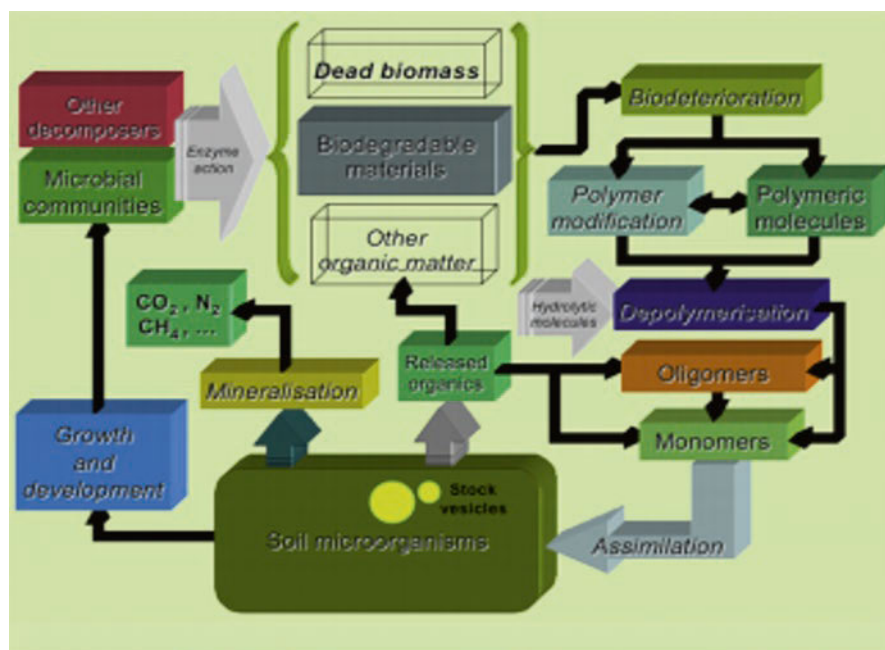 Dead biomass
Biodegradable
materials
Other
organic matter
Other
decomposers
Microbial
communities
Enzyme
action
Biodeterioration
Polymer
modification
Polymeric
molecules
Hydrolytic
molecules
Depolymerisation
CO2 , N2
CH4, ...
Mineralisation
Released
organics
Oligomers
Monomers
Growth
and
development
Stock
vesicles
Soil microorganisms
Assimilation